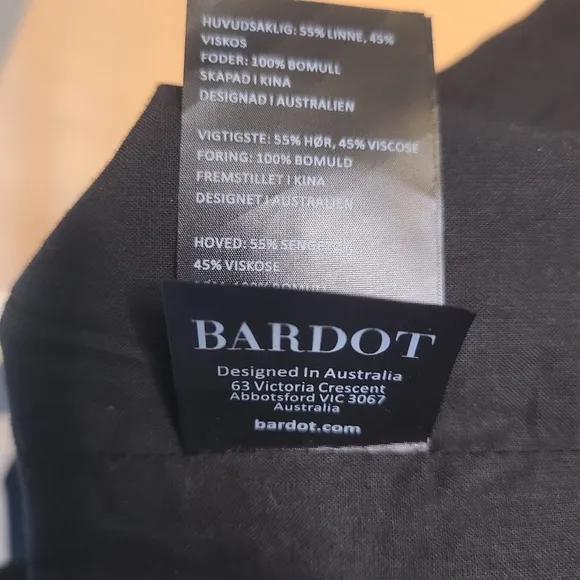 HUVUDSAKLIG: 55% LINNE, 45%
VISKOS
FODER: 100% BOMULL
SKAPAD I KINA
DESIGNAD I AUSTRALIEN
VIGTIGSTE: 55% HØR, 45% VISCOSE
FORING: 100% BOMULD
FREMSTILLET I KINA
DESIGNET I AUSTRALIEN
HOVED: 55%
45% VISKOSE
BARDOT
Designed In Australia
63 Victoria Crescent
Abbotsford VIC 3067
Australia
bardot.com